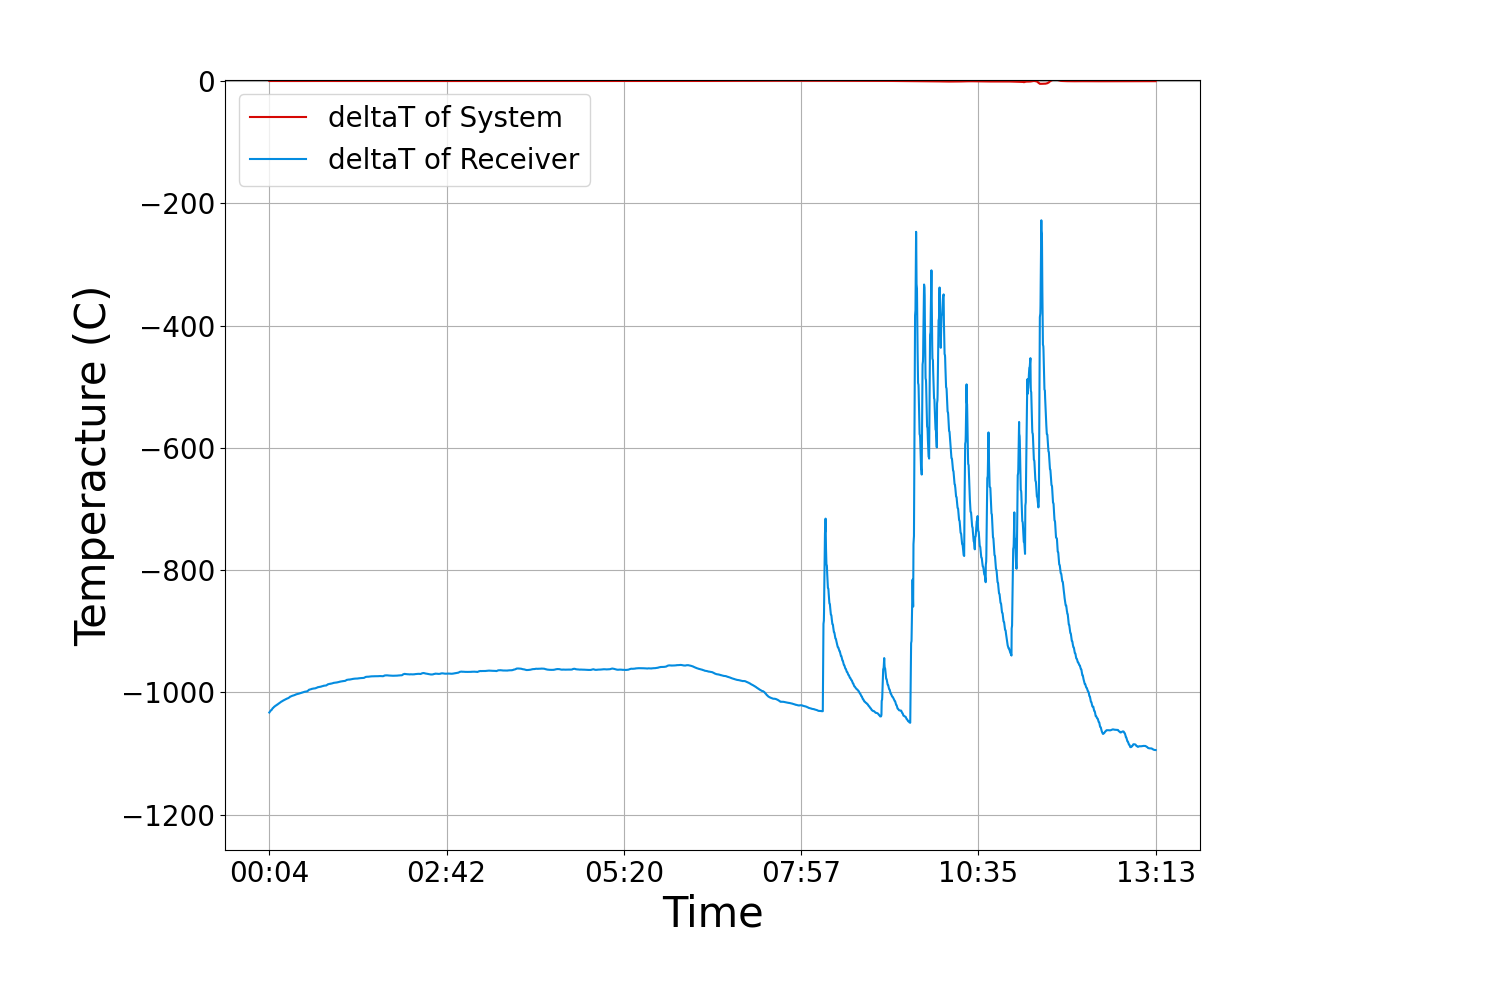 deltaT of System
deltaT of Receiver
Temperacture (C)
0
−200
−400
−600
−800
−1000
−1200
00:04 02:42 05:20 07:57 10:35 13:13
Time